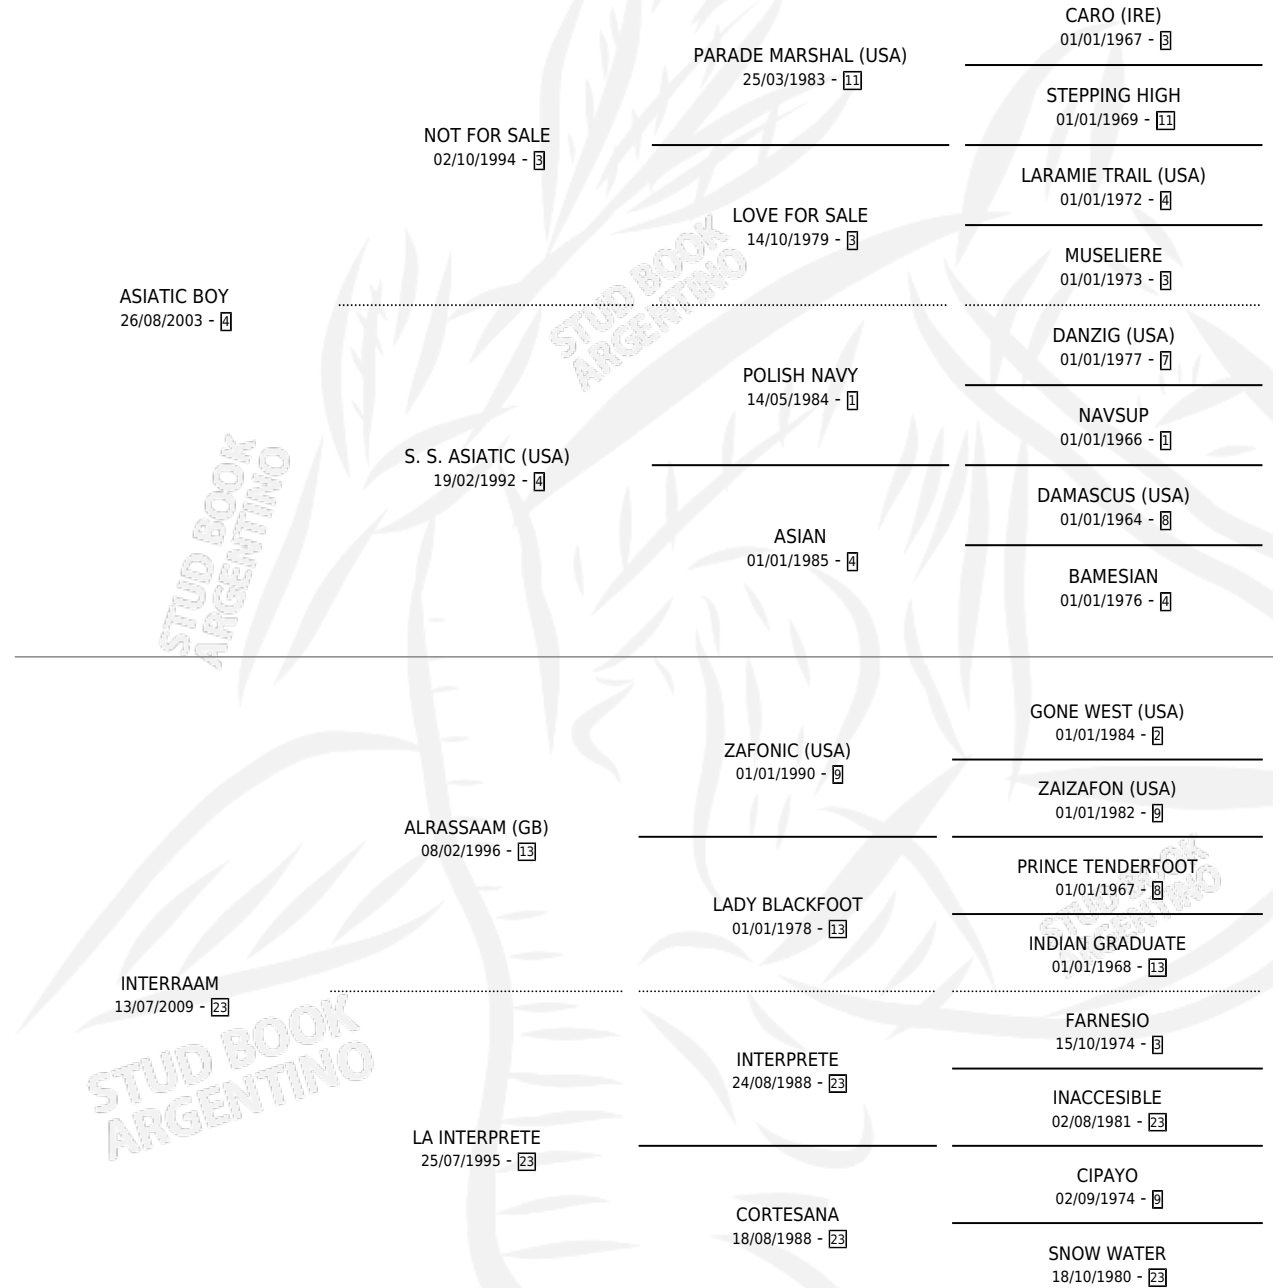 CARO (IRE)
01/01/1967 - 3
PARADE MARSHAL (USA)
25/03/1983 - 11
STEPPING HIGH
01/01/1969 - 11
NOT FOR SALE
02/10/1994 - 3
LARAMIE TRAIL (USA)
01/01/1972 - 4
LOVE FOR SALE
14/10/1979 - 3
MUSELIERE
01/01/1973 - 3
ASIATIC BOY
26/08/2003 - 4
STUD BOOK
ARGENTINO
DANZIG (USA)
01/01/1977 - 7
POLISH NAVY
14/05/1984 - 1
NAVSUP
01/01/1966 - 1
S. S. ASIATIC (USA)
19/02/1992 - 4
DAMASCUS (USA)
01/01/1964 - 8
ASIAN
01/01/1985 - 4
BAMESIAN
01/01/1976 - 4
STUD BOOK
ARGENTINO
GONE WEST (USA)
01/01/1984 - 2
ZAFONIC (USA)
01/01/1990 - 9
ZAIZAFON (USA)
01/01/1982 - 9
ALRASSAAM (GB)
08/02/1996 - 13
PRINCE TENDERFOOT
01/01/1967 - 8
LADY BLACKFOOT
01/01/1978 - 13
INDIAN GRADUATE
01/01/1968 - 13
STUD BOOK
ARGENTINO
INTERRAAM
13/07/2009 - 23
FARNESIO
15/10/1974 - 3
INTERPRETE
24/08/1988 - 23
INACCESIBLE
02/08/1981 - 23
STUD BOOK
ARGENTINO
LA INTERPRETE
25/07/1995 - 23
CIPAYO
02/09/1974 - 9
CORTESANA
18/08/1988 - 23
SNOW WATER
18/10/1980 - 23